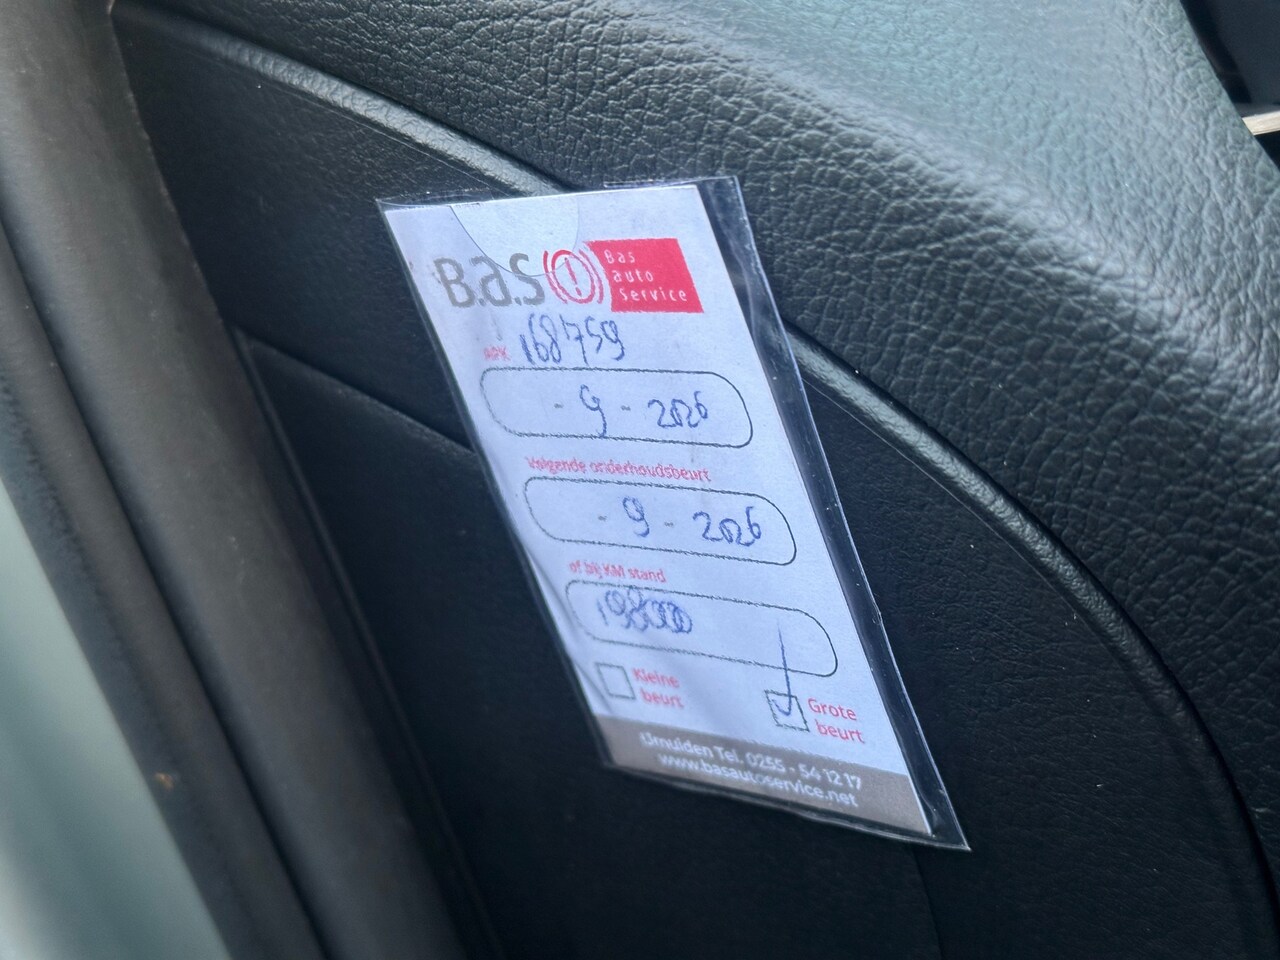 B.a.S
Bas
auto
Service
APK 168759
- 9 - 2026
Volgende onderhoudsbeurt
- 9 - 2026
of bij KM stand
198000
Kleine
beurt
Grote
beurt
IJmuiden Tel. 0255 - 54 12 17
www.basautoservice.net